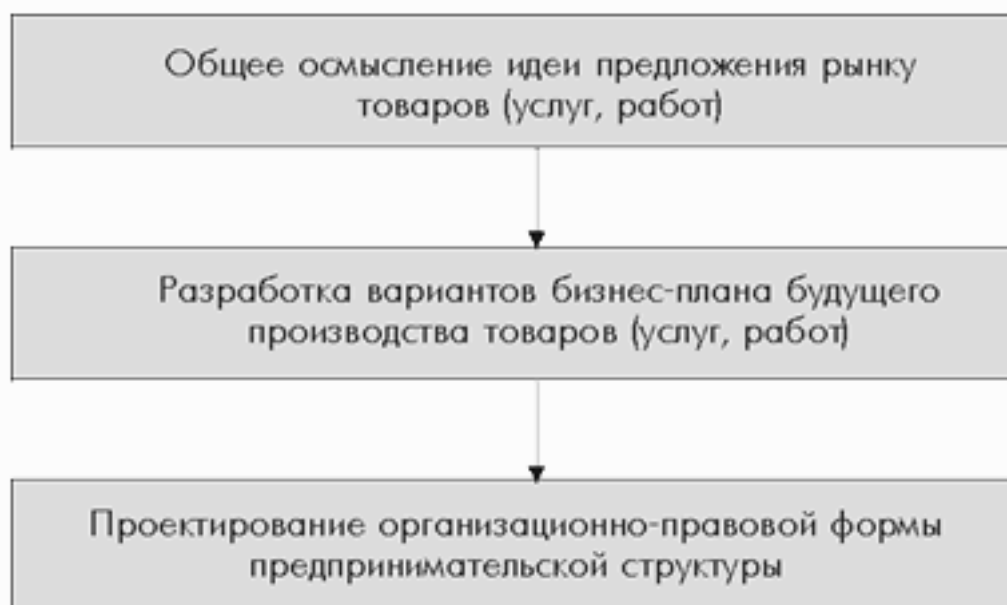 Общее осмысление идеи предложения рынку
товаров (услуг, работ)
Разработка вариантов бизнес-плана будущего
производства товаров (услуг, работ)
Проектирование организационно-правовой формы
предпринимательской структуры